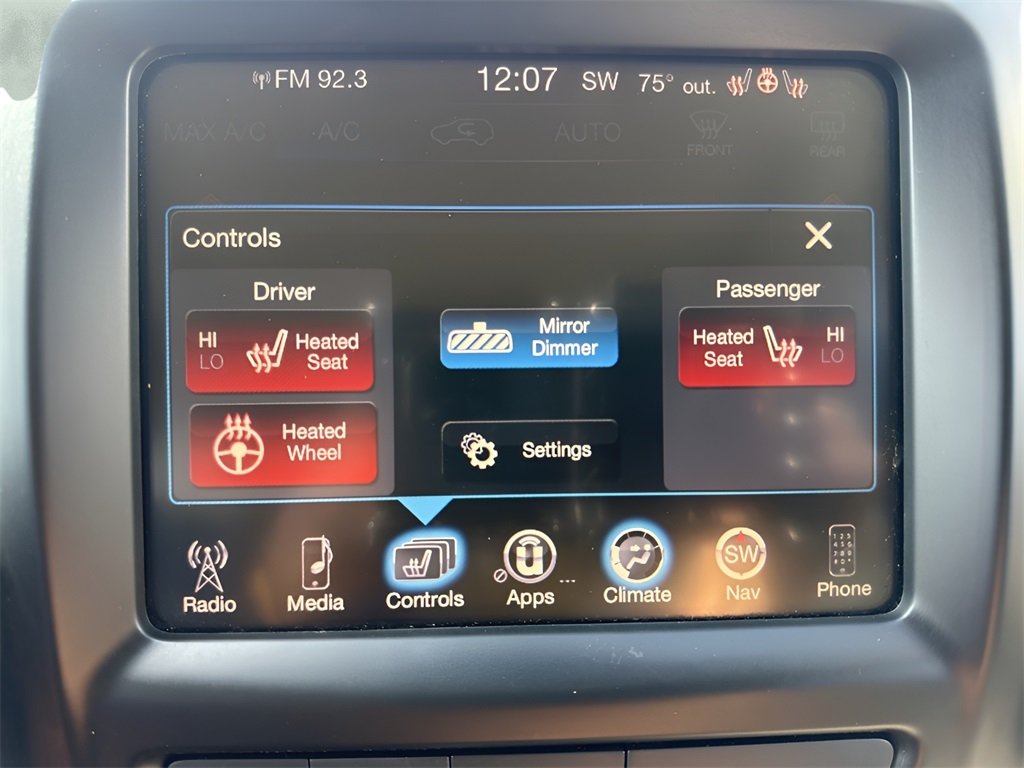 FM 92.3 12:07 SW 75° out.
MAX A/C A/C AUTO FRONT REAR
Controls
Driver
HI
LO
Heated
Seat
Heated
Wheel
Mirror
Dimmer
Settings
Passenger
Heated
Seat
HI
LO
SW
Radio Media Controls Apps ... Climate Nav Phone